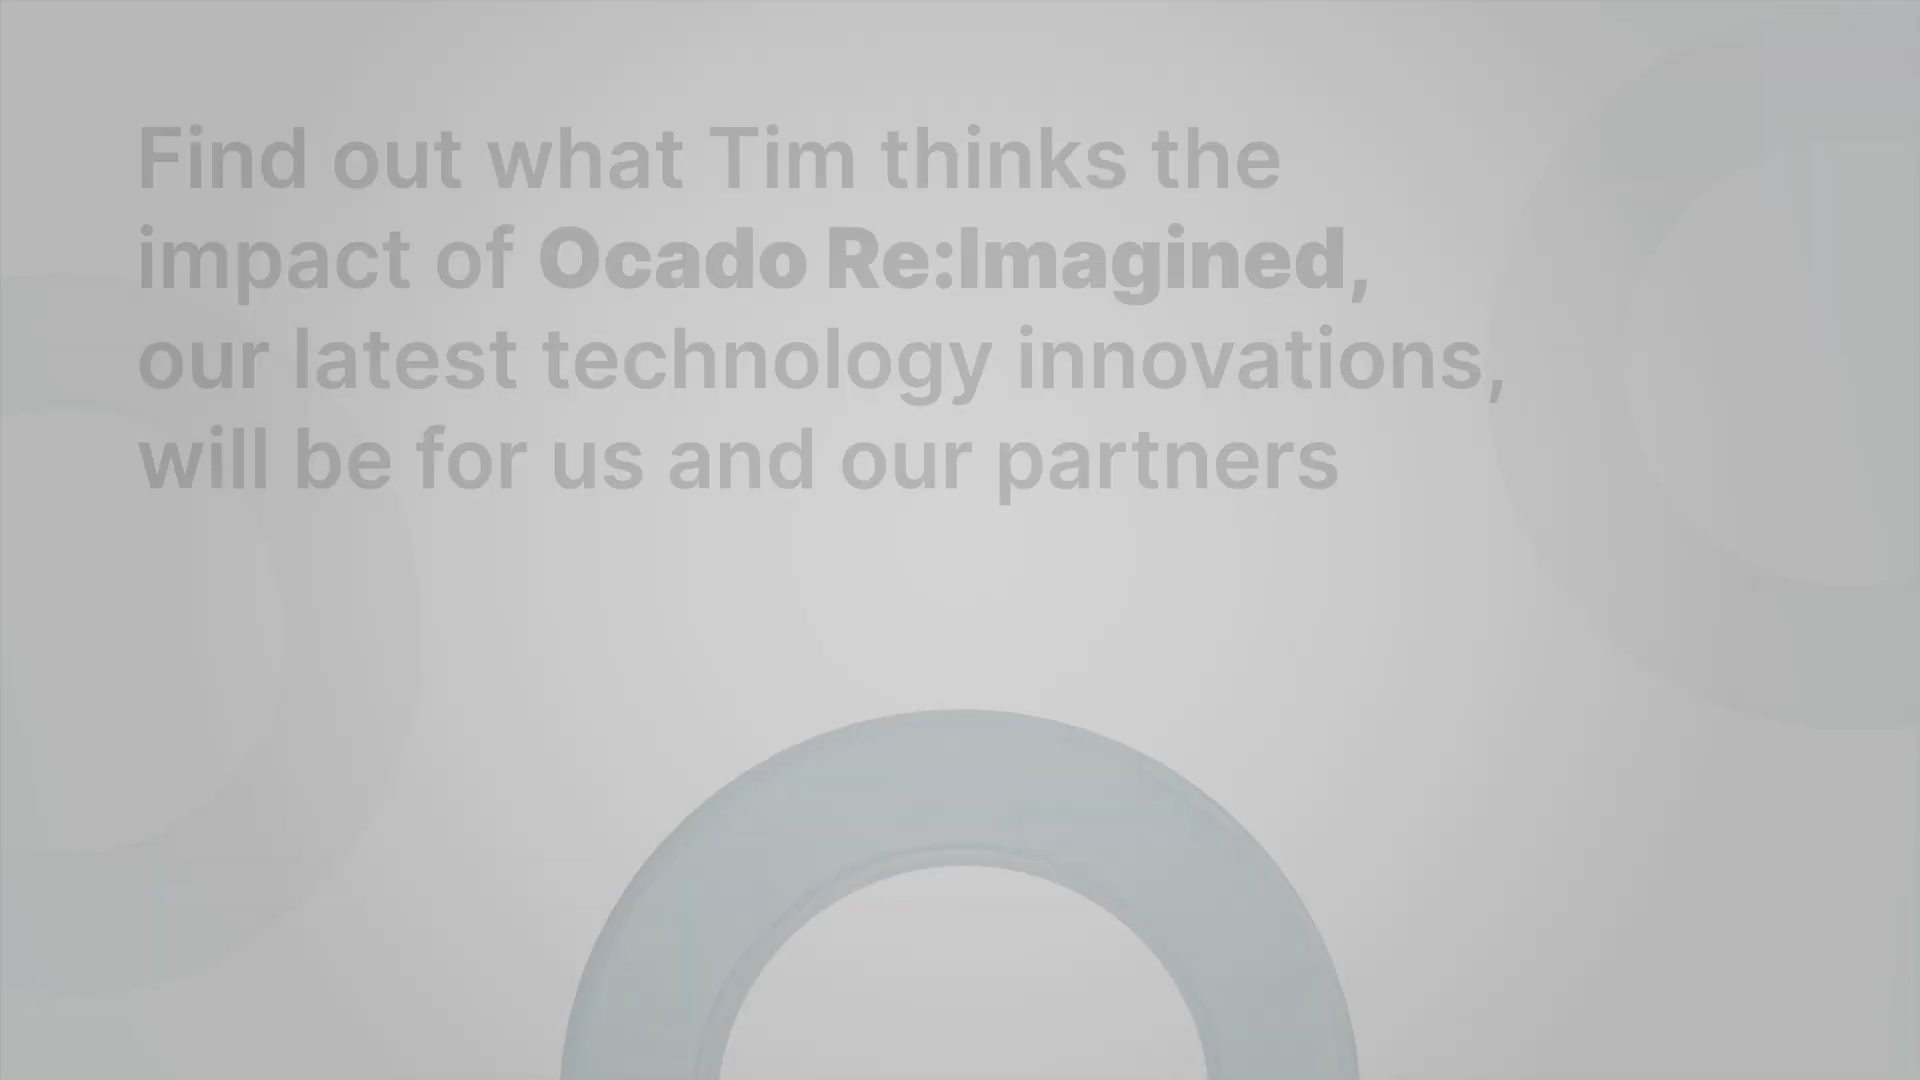 Find out what Tim thinks the
impact of Ocado Re:Imagined,
our latest technology innovations,
will be for us and our partners